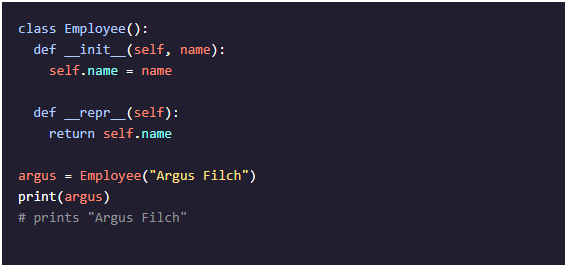 class Employee():
  def __init__(self, name):
    self.name = name

  def __repr__(self):
    return self.name

argus = Employee("Argus Filch")
print(argus)
# prints "Argus Filch"